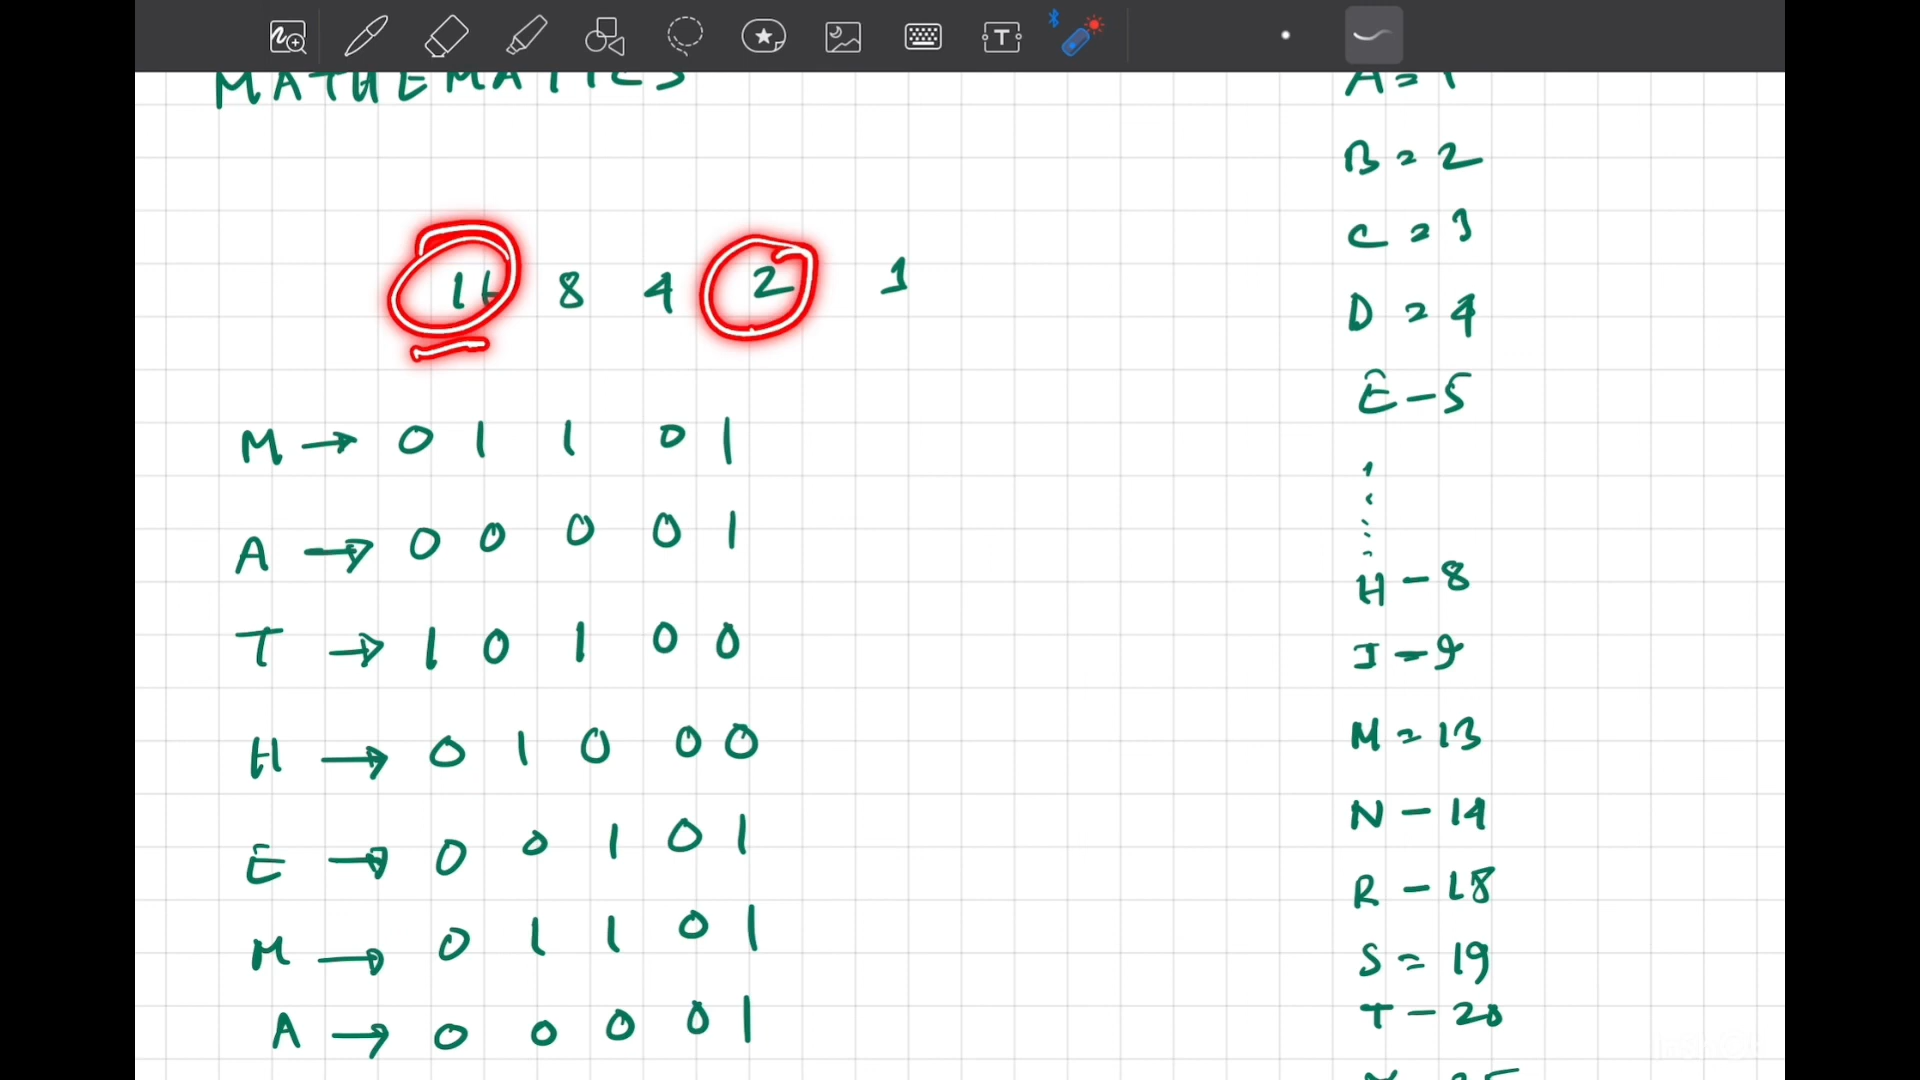 MATHEMATICS
16 8 4 2 1
M → 0 1 1 0 1
A → 0 0 0 0 1
T → 1 0 1 0 0
H → 0 1 0 0 0
E → 0 0 1 0 1
M → 0 1 1 0 1
A → 0 0 0 0 1
A = 1
B = 2
C = 3
D = 4
E - 5
H - 8
I - 9
M = 13
N - 14
R - 18
S = 19
T - 20